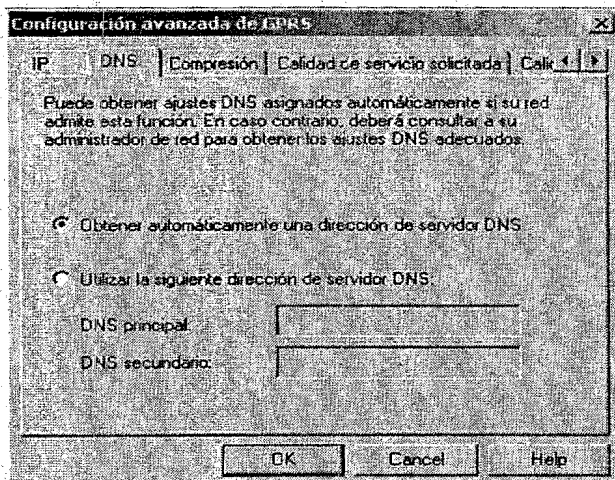 Configuración avanzada de GPRS
IP DNS Compresión Calidad de servicio solicitada Calid
Puede obtener ajustes DNS asignados automáticamente si su red
admite esta función. En caso contrario, deberá consultar a su
administrador de red para obtener los ajustes DNS adecuados.
Obtener automáticamente una dirección de servidor DNS
Utilizar la siguiente dirección de servidor DNS:
DNS principal:
DNS secundario:
OK Cancel Help